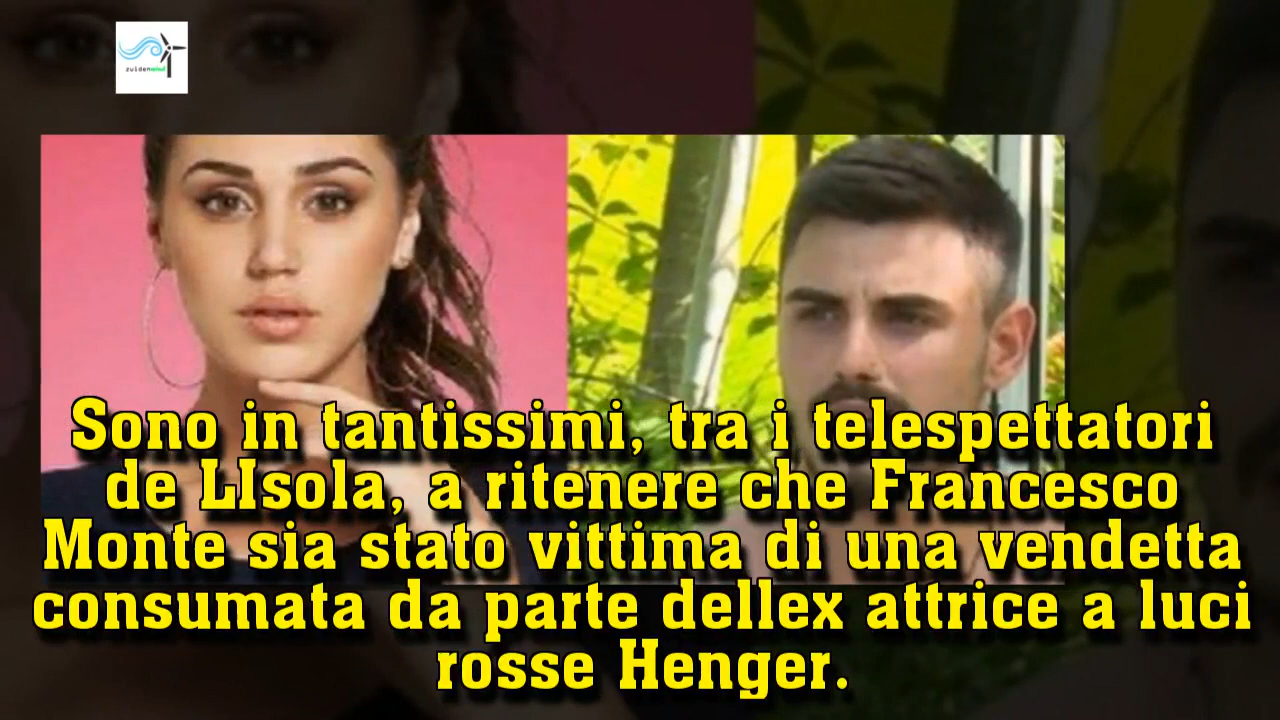 zuidenwind
Sono in tantissimi, tra i telespettatori
de LIsola, a ritenere che Francesco
Monte sia stato vittima di una vendetta
consumata da parte dellex attrice a luci
rosse Henger.